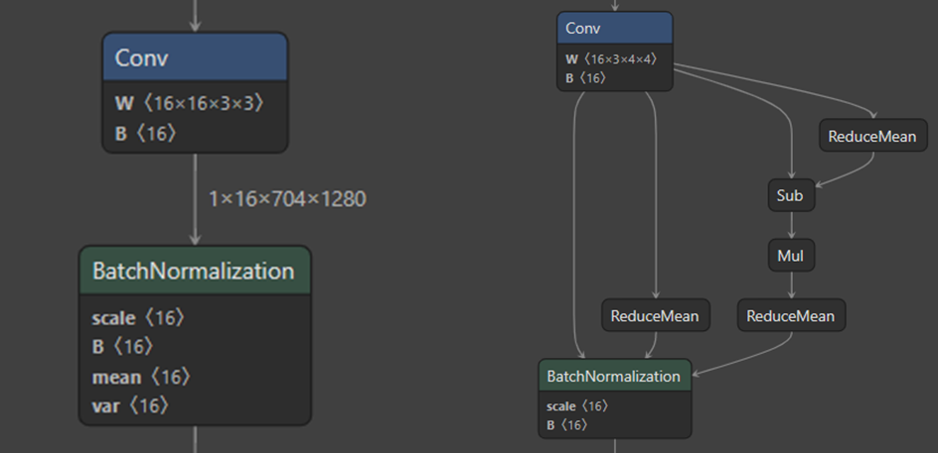 Conv
W 〈16×16×3×3〉
B 〈16〉
1×16×704×1280
BatchNormalization
scale 〈16〉
B 〈16〉
mean 〈16〉
var 〈16〉
Conv
W 〈16×3×4×4〉
B 〈16〉
ReduceMean
Sub
Mul
ReduceMean
ReduceMean
BatchNormalization
scale 〈16〉
B 〈16〉